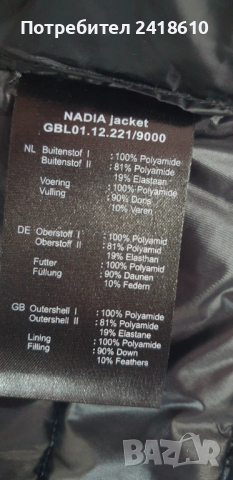 Потребител 2418610
NADIA jacket
GBL01.12.221/9000
NL Buitenstof I : 100% Polyamide
Buitenstof II : 81% Polyamide
19% Elastaan
Voering : 100% Polyamide
Vulling : 90% Dons
10% Veren
DE Oberstoff I : 100% Polyamid
Oberstoff II : 81% Polyamid
19% Elasthan
Futter : 100% Polyamid
Füllung : 90% Daunen
10% Federn
GB Outershell I : 100% Polyamide
Outershell II : 81% Polyamide
19% Elastane
Lining : 100% Polyamide
Filling : 90% Down
10% Feathers
BAZAR